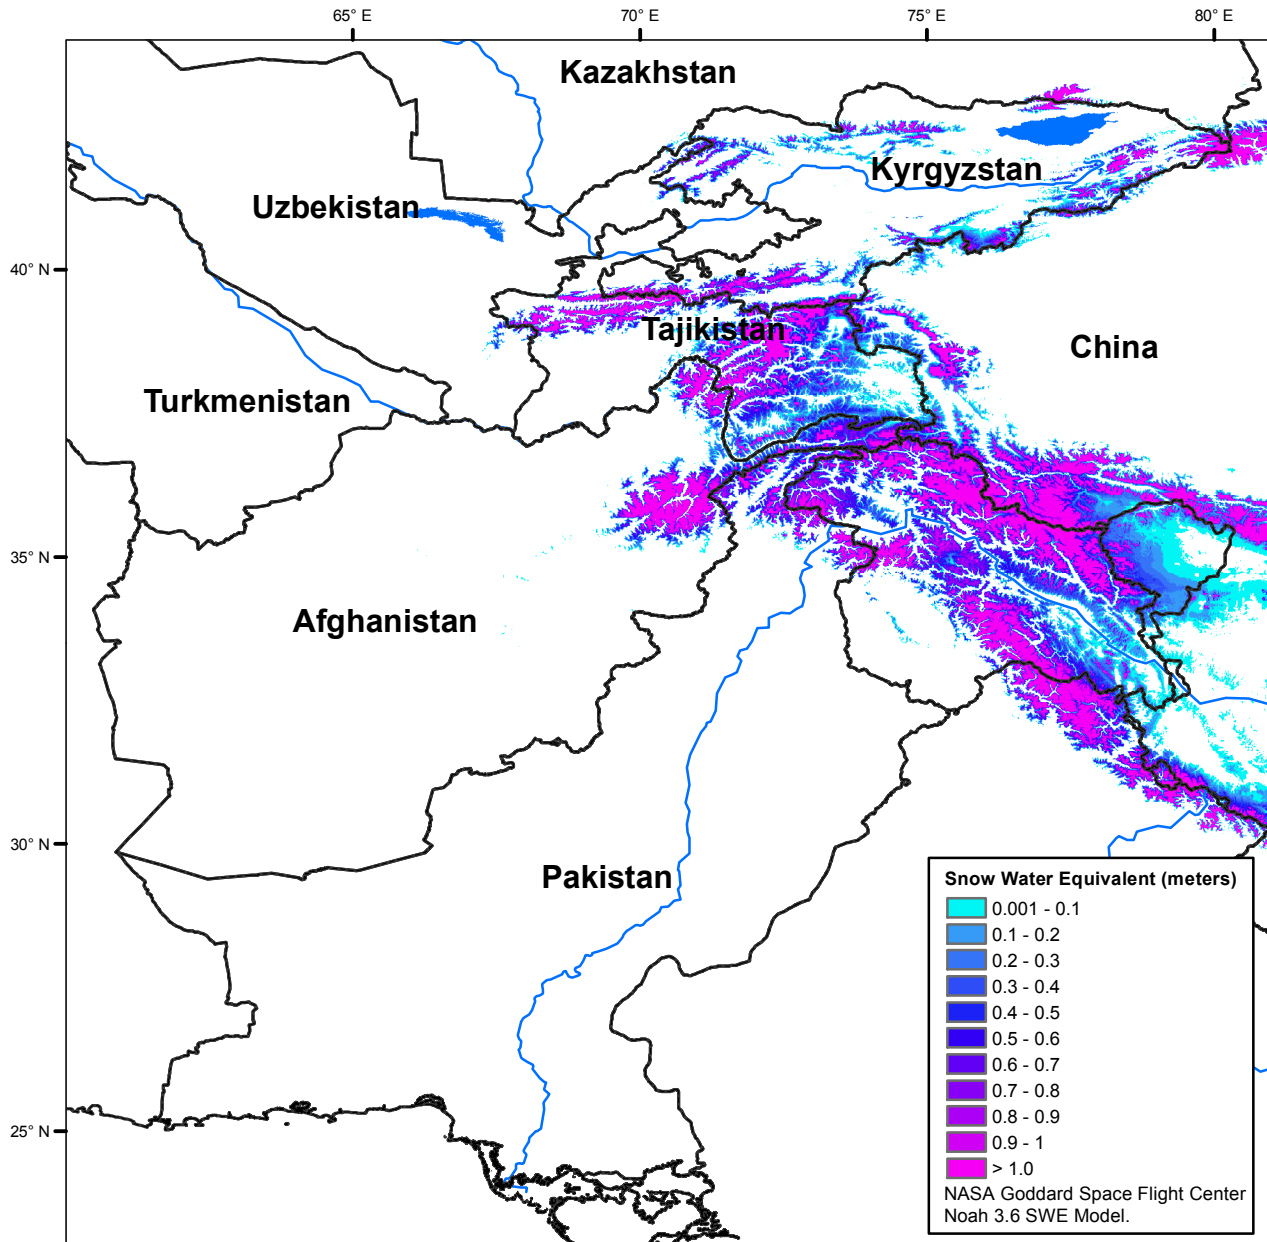 65° E
70° E
75° E
80° E
Kazakhstan
Kyrgyzstan
Uzbekistan
40° N
Tajikistan
China
Turkmenistan
35° N
Afghanistan
30° N
Pakistan
25° N
Snow Water Equivalent (meters)
0.001 - 0.1
0.1 - 0.2
0.2 - 0.3
0.3 - 0.4
0.4 - 0.5
0.5 - 0.6
0.6 - 0.7
0.7 - 0.8
0.8 - 0.9
0.9 - 1
> 1.0
NASA Goddard Space Flight Center
Noah 3.6 SWE Model.